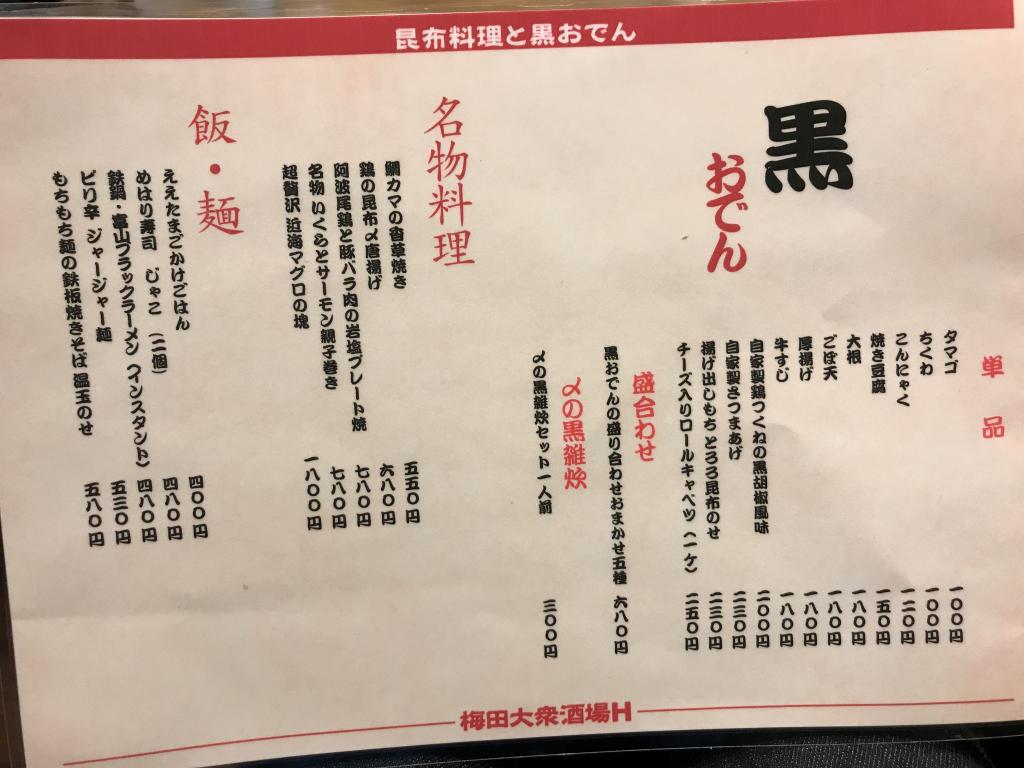 昆布料理と黒おでん
黒
おでん
単品
タマゴ 一〇〇円
ちくわ 一〇〇円
こんにゃく 一二〇円
焼き豆腐 一五〇円
大根 一八〇円
ごぼ天 一八〇円
厚揚げ 一八〇円
牛すじ 一八〇円
自家製鶏つくねの黒胡椒風味 二〇〇円
自家製さつまあげ 二三〇円
揚げ出しもち とろろ昆布のせ 二三〇円
チーズ入りロールキャベツ(一ケ) 二五〇円
盛合わせ
黒おでんの盛り合わせおまかせ五種 六八〇円
〆の黒雑炊
〆の黒雑炊セット一人前 三〇〇円
名物料理
鯛カマの香草焼き 五五〇円
鶏の昆布〆唐揚げ 六八〇円
阿波尾鶏と豚バラ肉の岩塩プレート焼 七八〇円
名物 いくらとサーモン親子巻き 七八〇円
超贅沢 近海マグロの塊 一八〇〇円
飯・麺
ええたまごかけごはん 四〇〇円
めはり寿司 じゃこ (二個) 四八〇円
鉄鍋・富山ブラックラーメン(インスタント) 四八〇円
ピリ辛 ジャージャー麺 五三〇円
もちもち麺の鉄板焼きそば 温玉のせ 五八〇円
梅田大衆酒場H